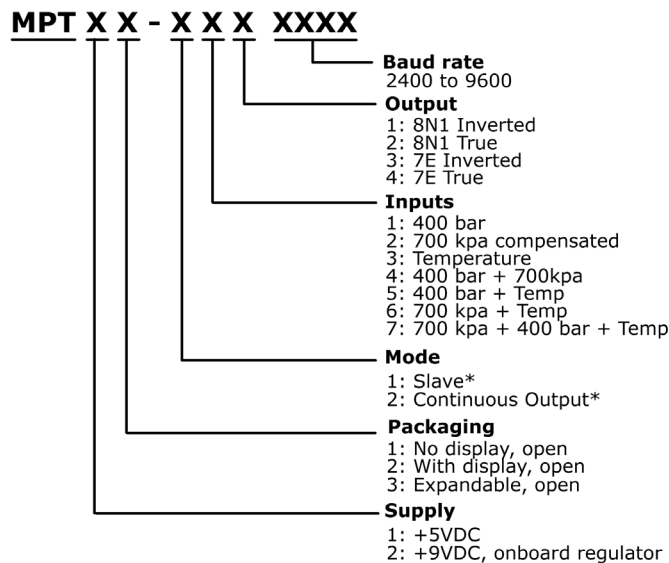 MPT X X - X X X XXXX
Baud rate
2400 to 9600
Output
1: 8N1 Inverted
2: 8N1 True
3: 7E Inverted
4: 7E True
Inputs
1: 400 bar
2: 700 kpa compensated
3: Temperature
4: 400 bar + 700kpa
5: 400 bar + Temp
6: 700 kpa + Temp
7: 700 kpa + 400 bar + Temp
Mode
1: Slave*
2: Continuous Output*
Packaging
1: No display, open
2: With display, open
3: Expandable, open
Supply
1: +5VDC
2: +9VDC, onboard regulator